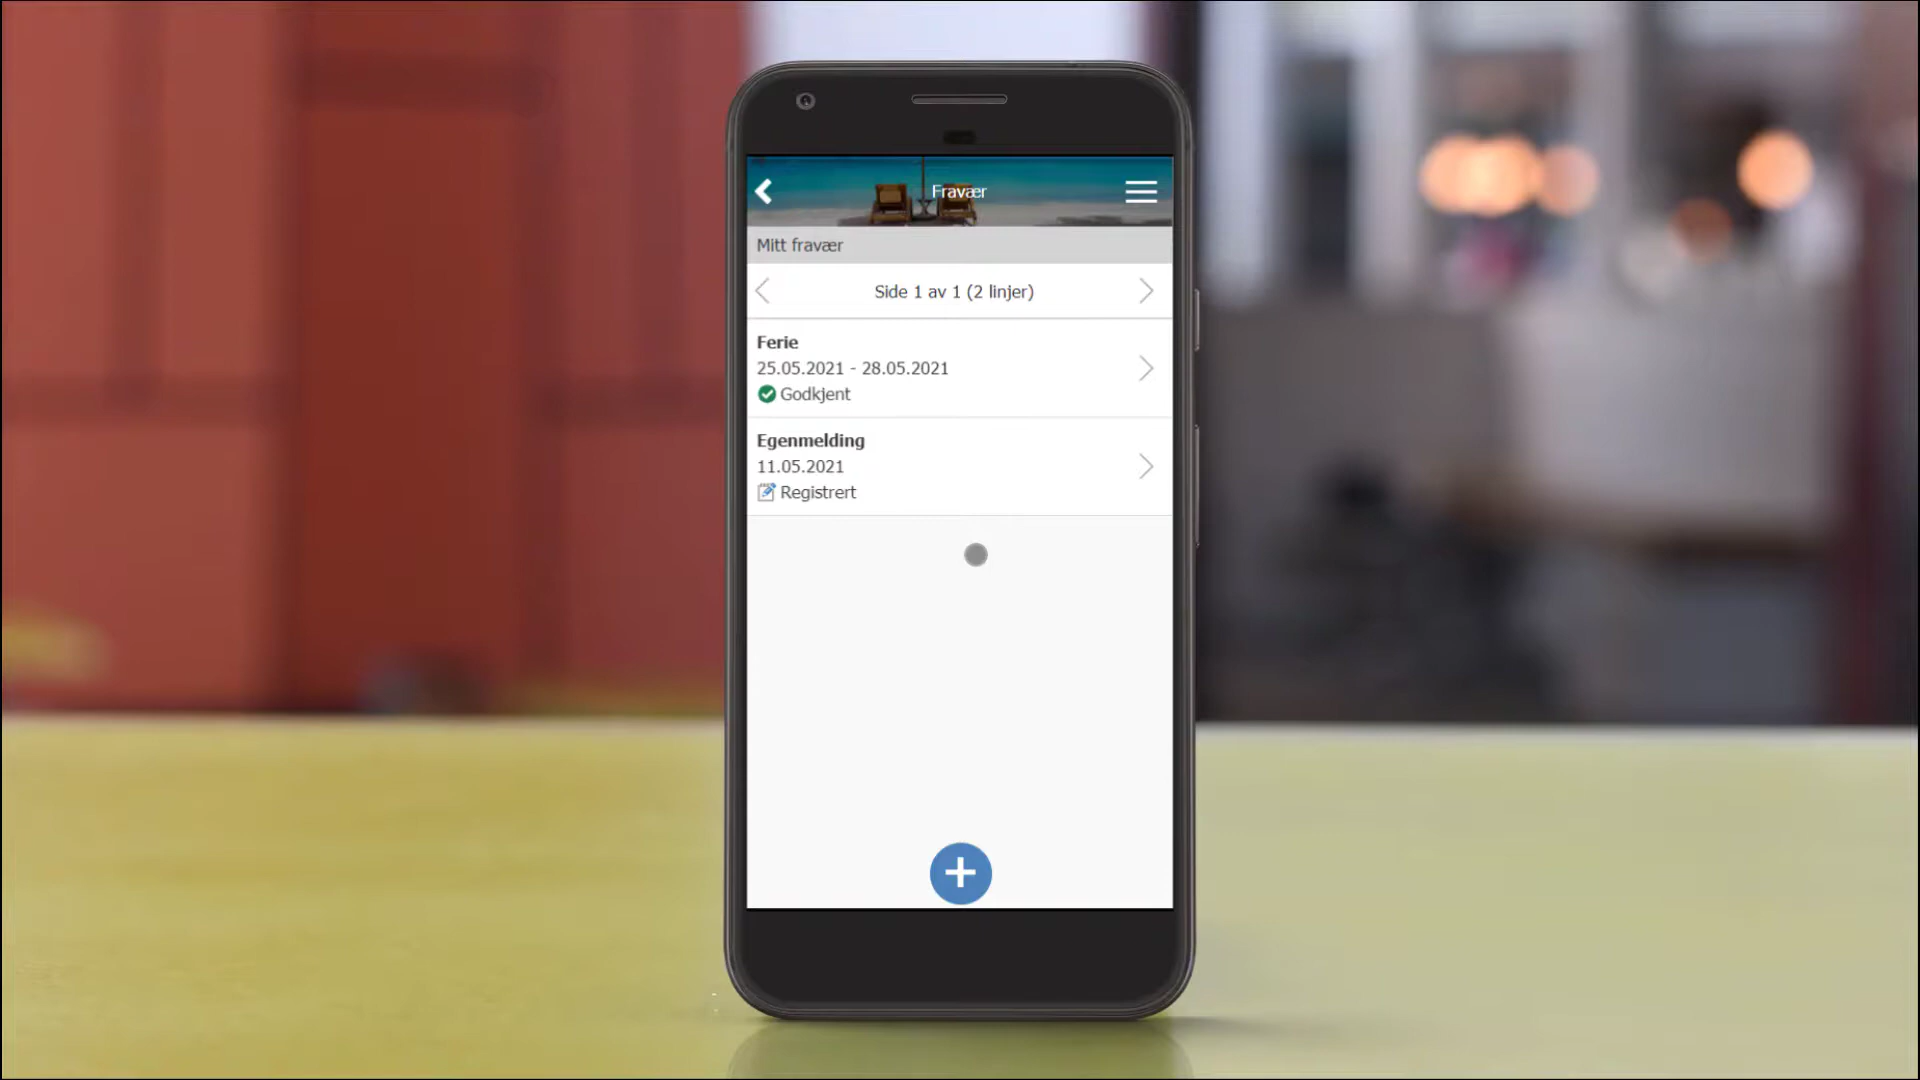 Fravær
Mitt fravær
Side 1 av 1 (2 linjer)
Ferie
25.05.2021 - 28.05.2021
Godkjent
Egenmelding
11.05.2021
Registrert